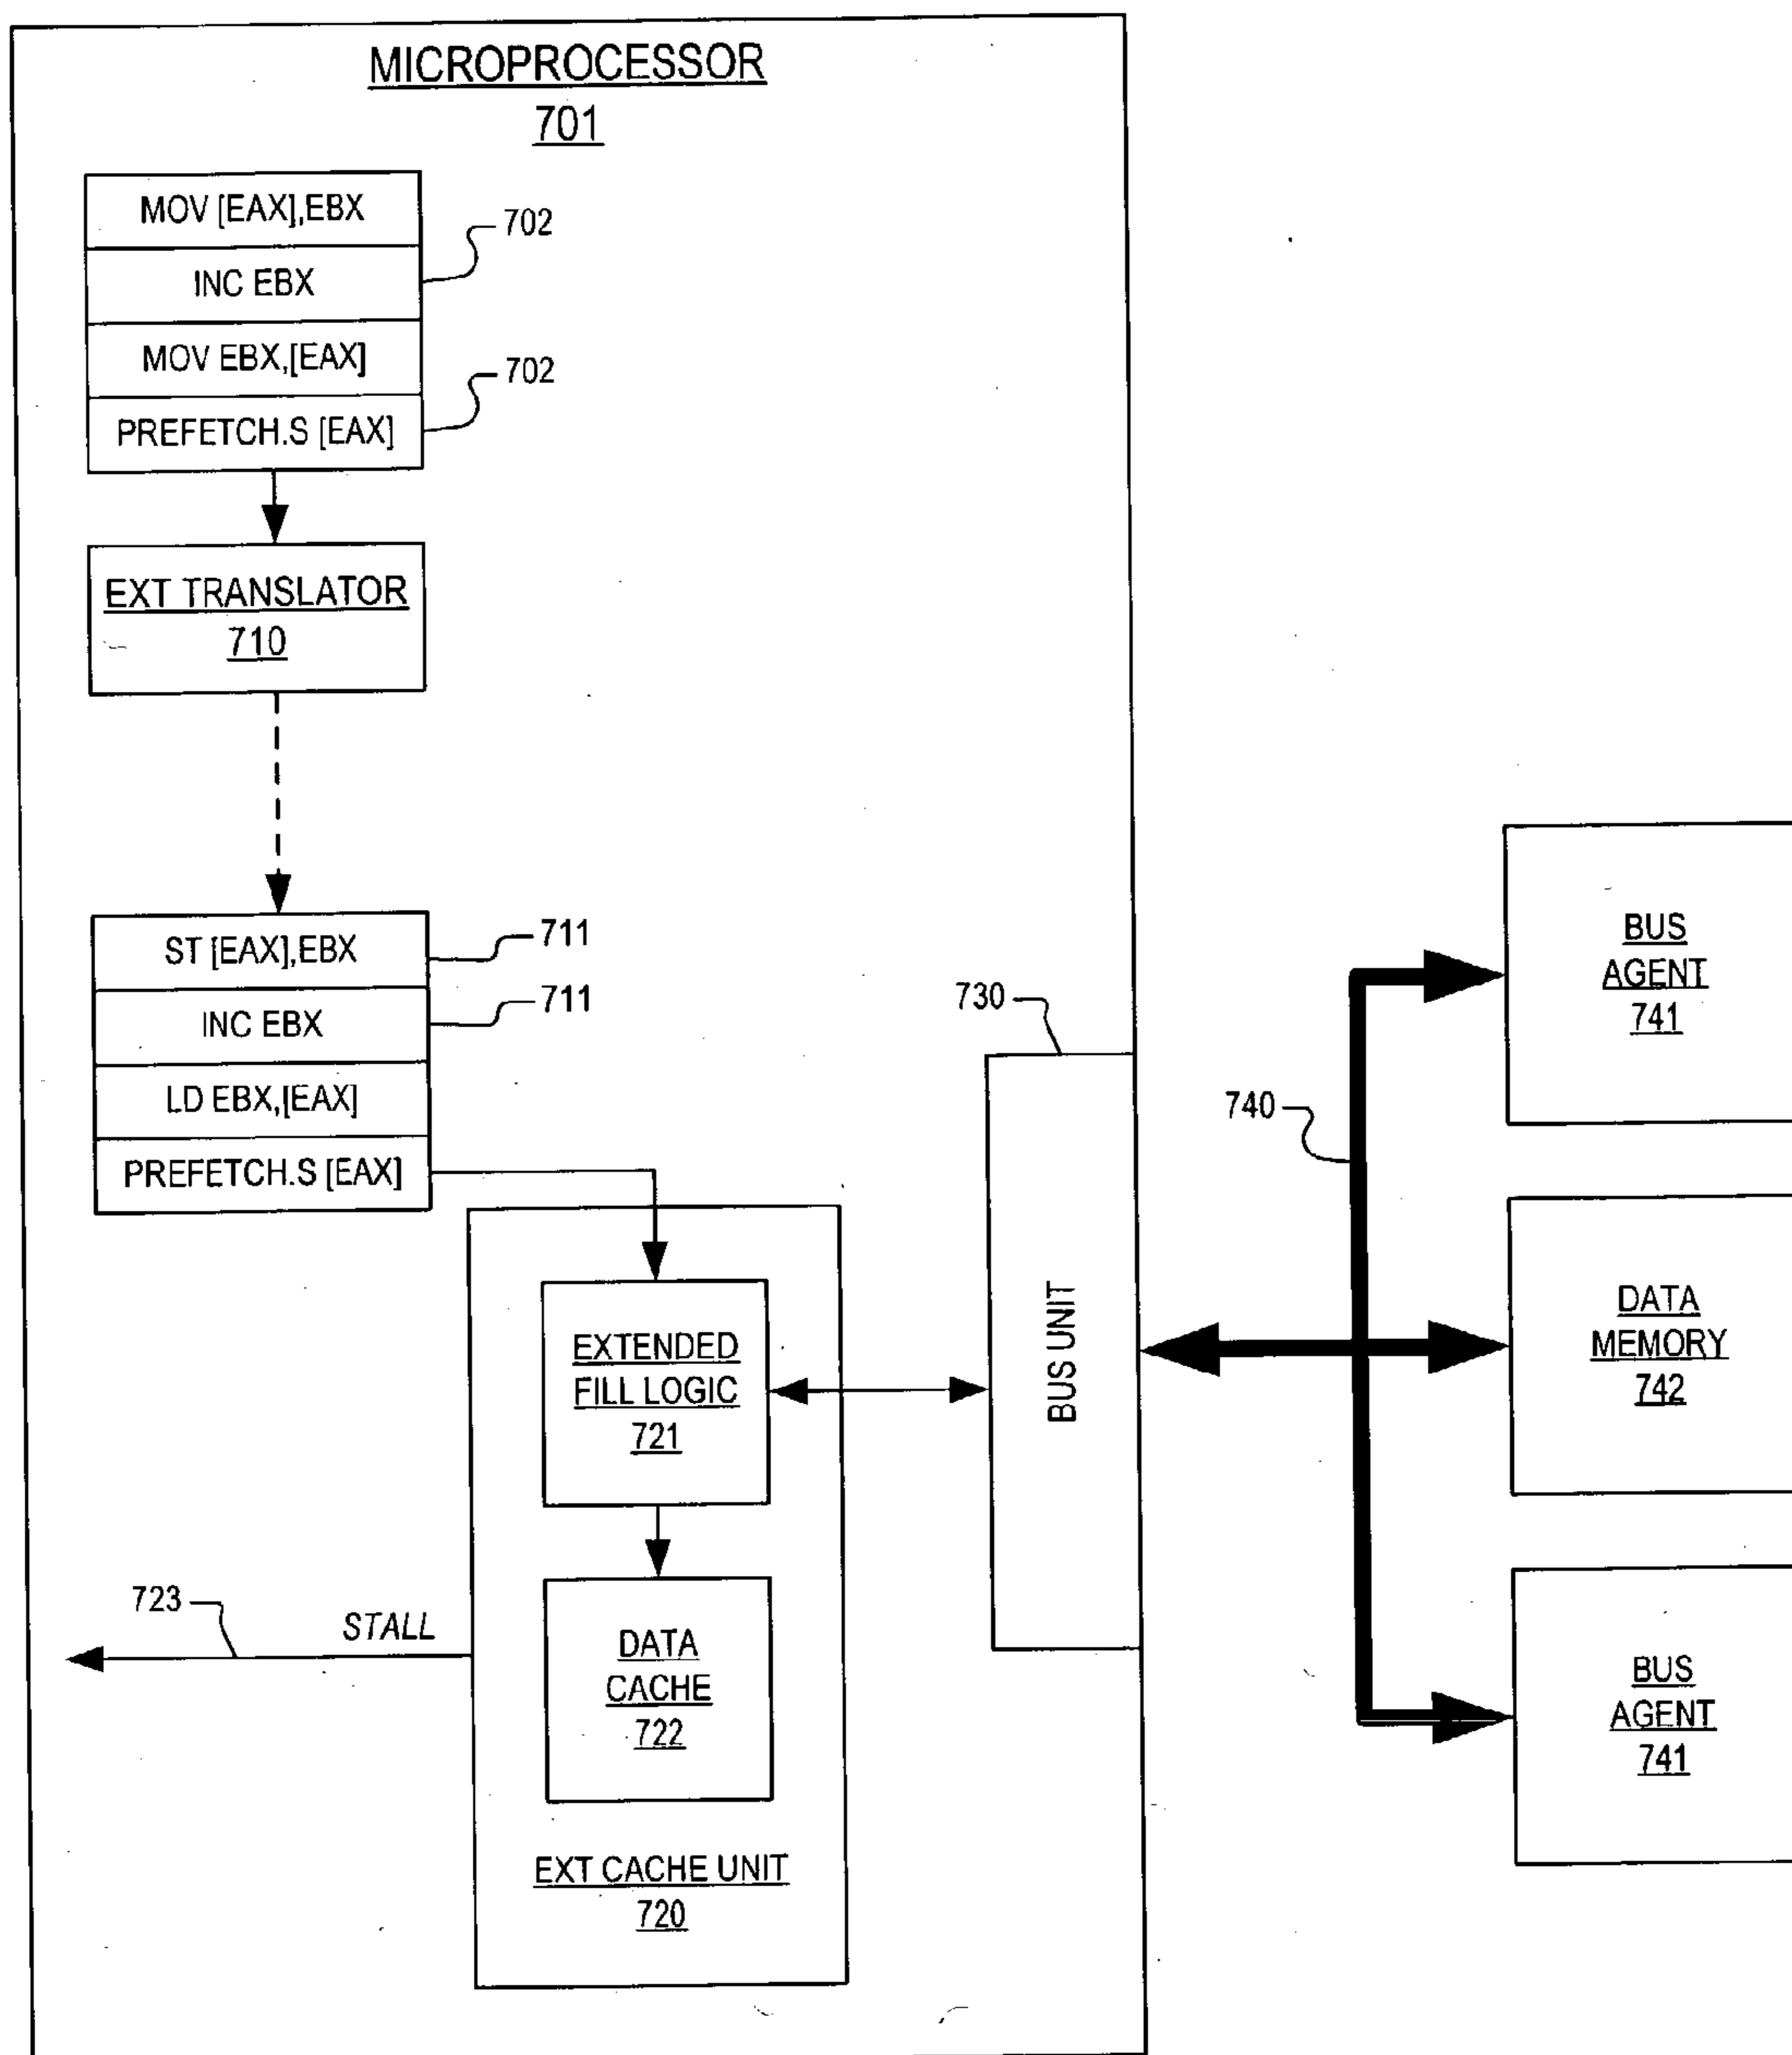 MICROPROCESSOR
701
MOV [EAX],EBX
702
INC EBX
MOV EBX,[EAX]
702
PREFETCH.S [EAX]
EXT TRANSLATOR
710
ST [EAX],EBX
711
INC EBX
711
LD EBX,[EAX]
PREFETCH.S [EAX]
EXTENDED
FILL LOGIC
721
723
STALL
DATA
CACHE
722
EXT CACHE UNIT
720
730
BUS UNIT
740
BUS
AGENT
741
DATA
MEMORY
742
BUS
AGENT
741